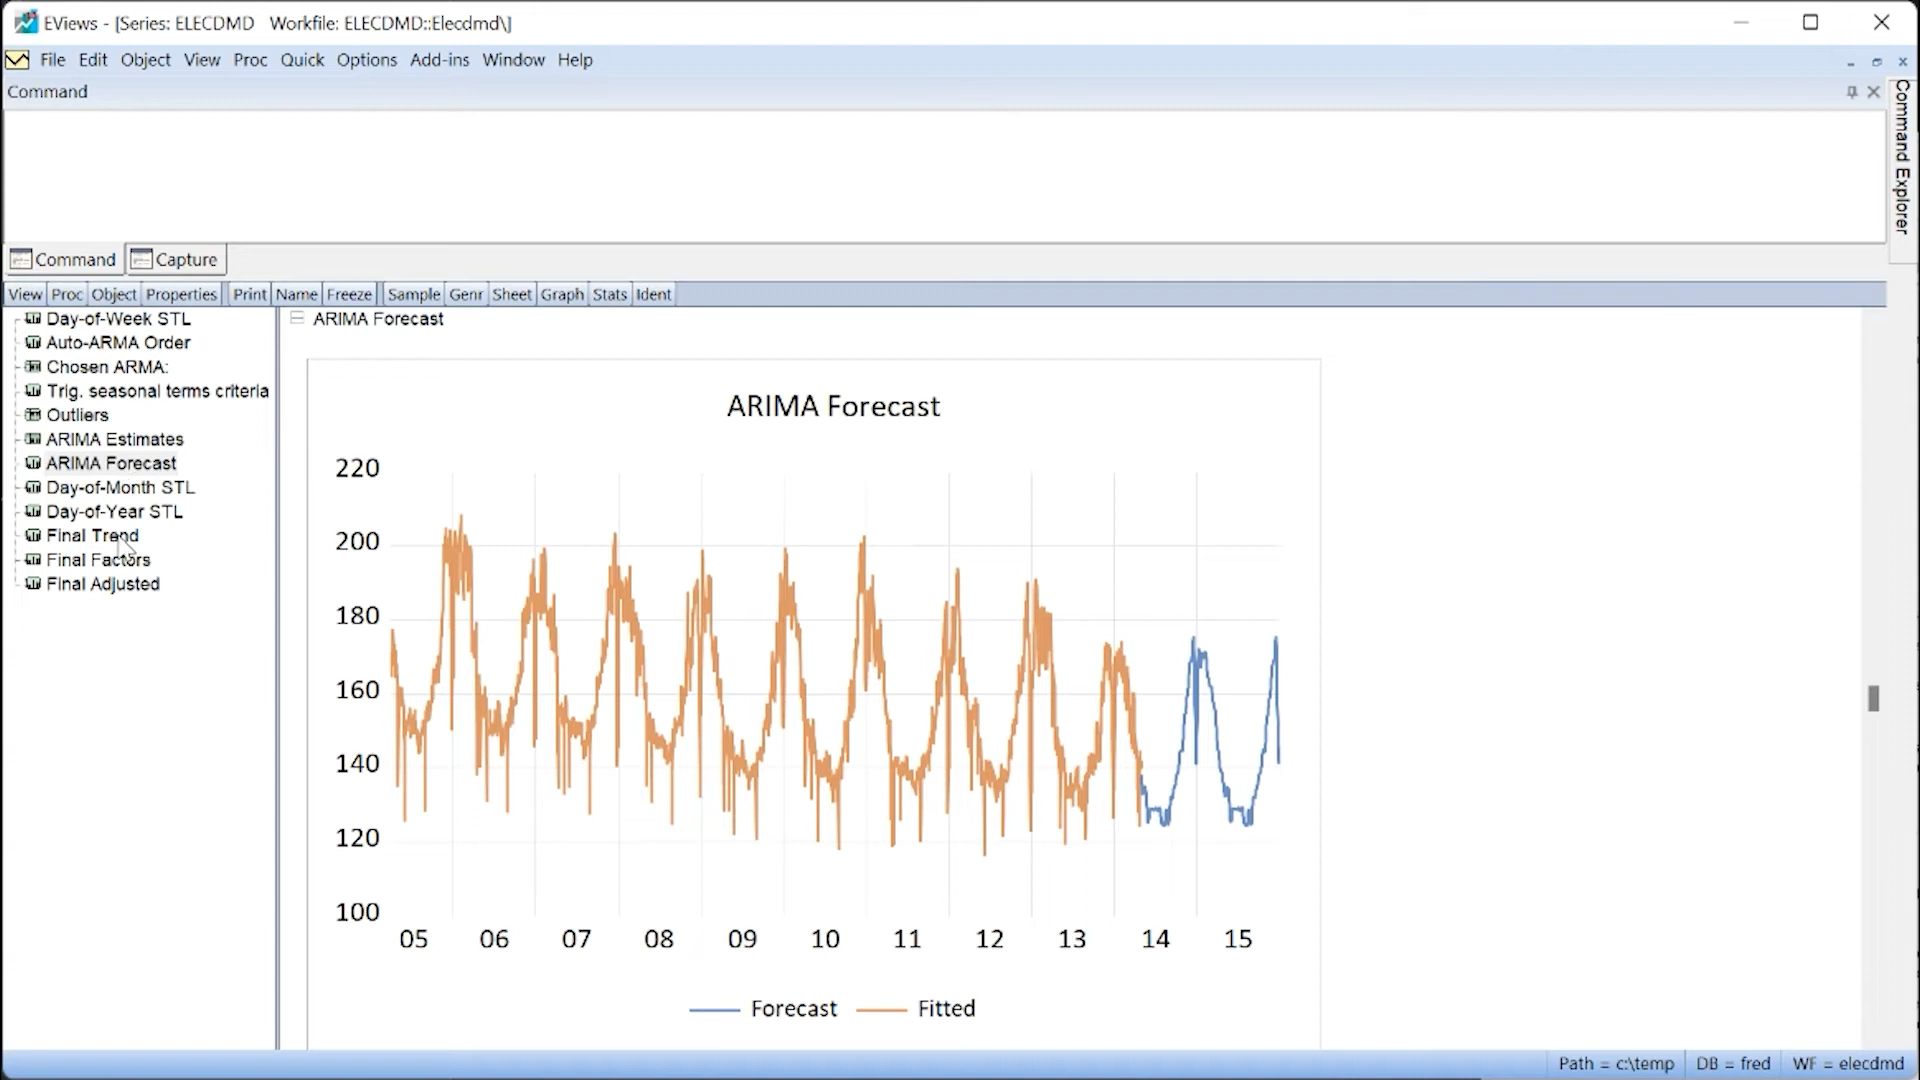 EViews - [Series: ELECDMD Workfile: ELECDMD::Elecdmd\]
File Edit Object View Proc Quick Options Add-ins Window Help
Command
Command Explorer
Command Capture
View Proc Object Properties Print Name Freeze Sample Genr Sheet Graph Stats Ident
Day-of-Week STL
Auto-ARMA Order
Chosen ARMA:
Trig. seasonal terms criteria
Outliers
ARIMA Estimates
ARIMA Forecast
Day-of-Month STL
Day-of-Year STL
Final Trend
Final Factors
Final Adjusted
ARIMA Forecast
ARIMA Forecast
220
200
180
160
140
120
100
05 06 07 08 09 10 11 12 13 14 15
Forecast Fitted
Path = c:\temp DB = fred WF = elecdmd